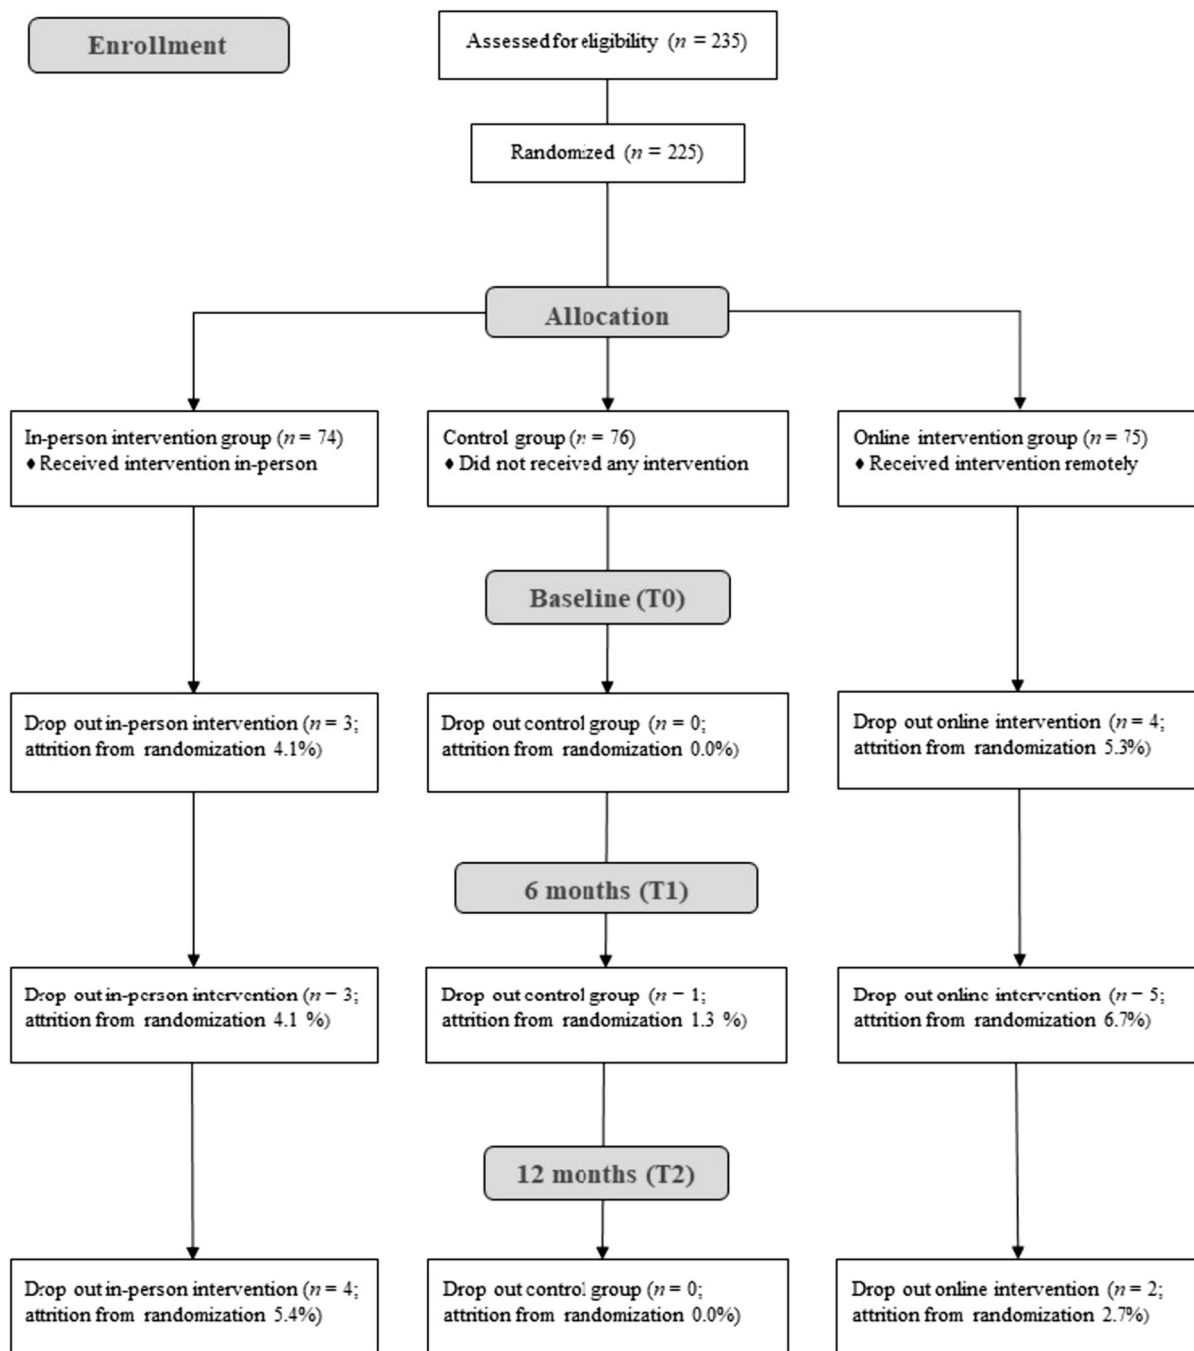 Enrollment
Assessed for eligibility (n = 235)
Randomized (n = 225)
Allocation
In-person intervention group (n = 74)
♦ Received intervention in-person
Control group (n = 76)
♦ Did not received any intervention
Online intervention group (n = 75)
♦ Received intervention remotely
Baseline (T0)
Drop out in-person intervention (n = 3;
attrition from randomization 4.1%)
Drop out control group (n = 0;
attrition from randomization 0.0%)
Drop out online intervention (n = 4;
attrition from randomization 5.3%)
6 months (T1)
Drop out in-person intervention (n = 3;
attrition from randomization 4.1 %)
Drop out control group (n = 1;
attrition from randomization 1.3 %)
Drop out online intervention (n = 5;
attrition from randomization 6.7%)
12 months (T2)
Drop out in-person intervention (n = 4;
attrition from randomization 5.4%)
Drop out control group (n = 0;
attrition from randomization 0.0%)
Drop out online intervention (n = 2;
attrition from randomization 2.7%)